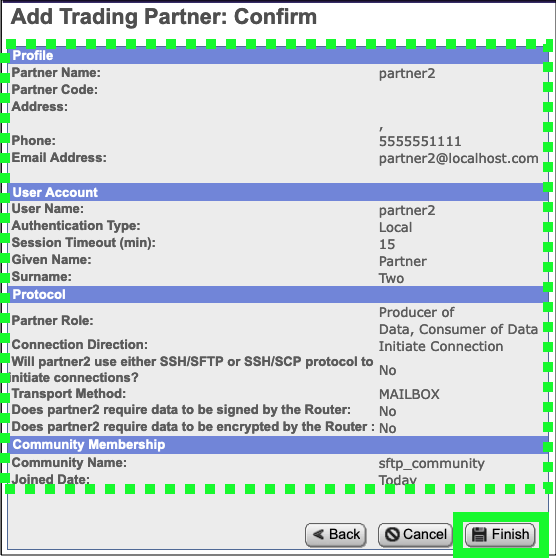 Add Trading Partner: Confirm
Profile
Partner Name: partner2
Partner Code:
Address:
,
Phone: 5555551111
Email Address: partner2@localhost.com
User Account
User Name: partner2
Authentication Type: Local
Session Timeout (min): 15
Given Name: Partner
Surname: Two
Protocol
Partner Role: Producer of
Data, Consumer of Data
Connection Direction: Initiate Connection
Will partner2 use either SSH/SFTP or SSH/SCP protocol to
initiate connections? No
Transport Method: MAILBOX
Does partner2 require data to be signed by the Router: No
Does partner2 require data to be encrypted by the Router : No
Community Membership
Community Name: sftp_community
Joined Date: Today
Back Cancel Finish